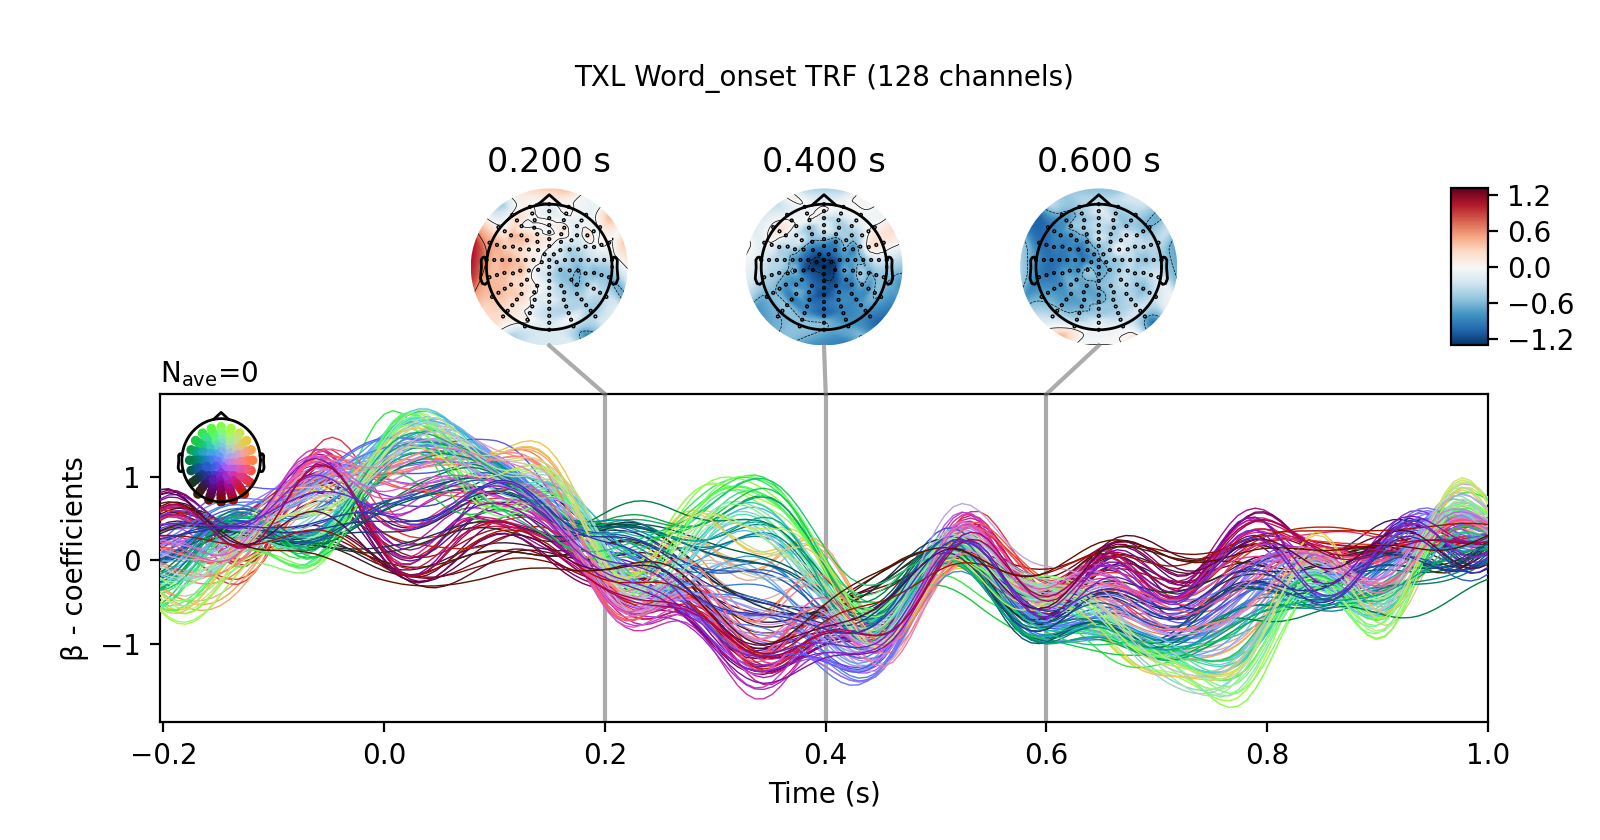 TXL Word_onset TRF (128 channels)
0.200 s
0.400 s
0.600 s
1.2
0.6
0.0
−0.6
−1.2
Nave=0
β - coefficients
1
0
−1
−0.2
0.0
0.2
0.4
0.6
0.8
1.0
Time (s)